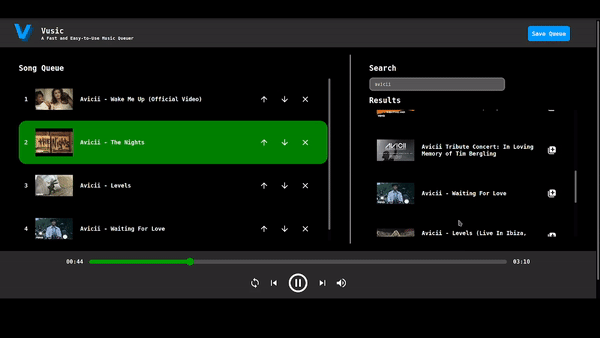 Vusic
A Fast and Easy-to-Use Music Queuer
Save Queue
Song Queue
1 Avicii - Wake Me Up (Official Video)
2 Avicii - The Nights
3 Avicii - Levels
4 Avicii - Waiting For Love
Search
avicii
Results
Avicii Tribute Concert: In Loving
Memory of Tim Bergling
Avicii - Waiting For Love
Avicii - Levels (Live In Ibiza,
00:44
03:10